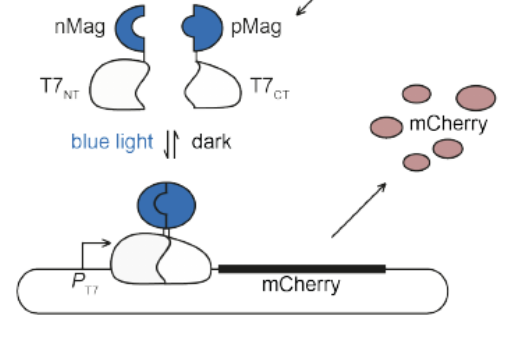 nMag pMag
T7NT T7CT
blue light dark
mCherry
PT7
mCherry